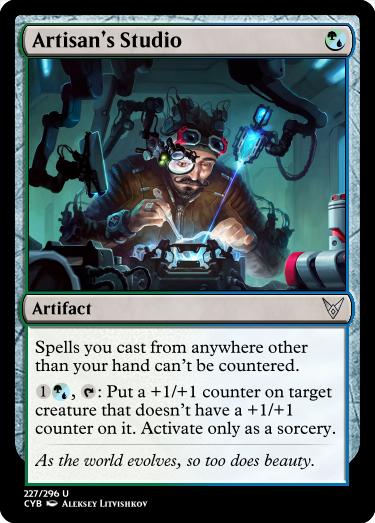 Artisan's Studio
Artifact
Spells you cast from anywhere other
than your hand can't be countered.
1, : Put a +1/+1 counter on target
creature that doesn't have a +1/+1
counter on it. Activate only as a sorcery.
As the world evolves, so too does beauty.
227/296 U
CYB Aleksey Litvishkov